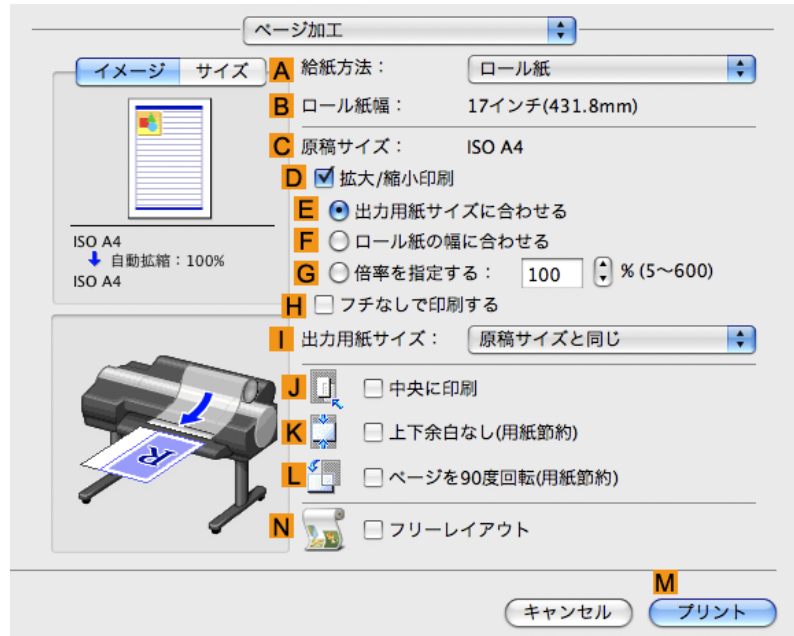 ページ加工
イメージ サイズ
A 給紙方法： ロール紙
B ロール紙幅： 17インチ(431.8mm)
C 原稿サイズ： ISO A4
D 拡大/縮小印刷
E 出力用紙サイズに合わせる
F ロール紙の幅に合わせる
G 倍率を指定する： 100 % (5〜600)
H フチなしで印刷する
I 出力用紙サイズ： 原稿サイズと同じ
ISO A4
自動拡縮：100%
ISO A4
J 中央に印刷
K 上下余白なし(用紙節約)
L ページを90度回転(用紙節約)
N フリーレイアウト
R
M
キャンセル プリント